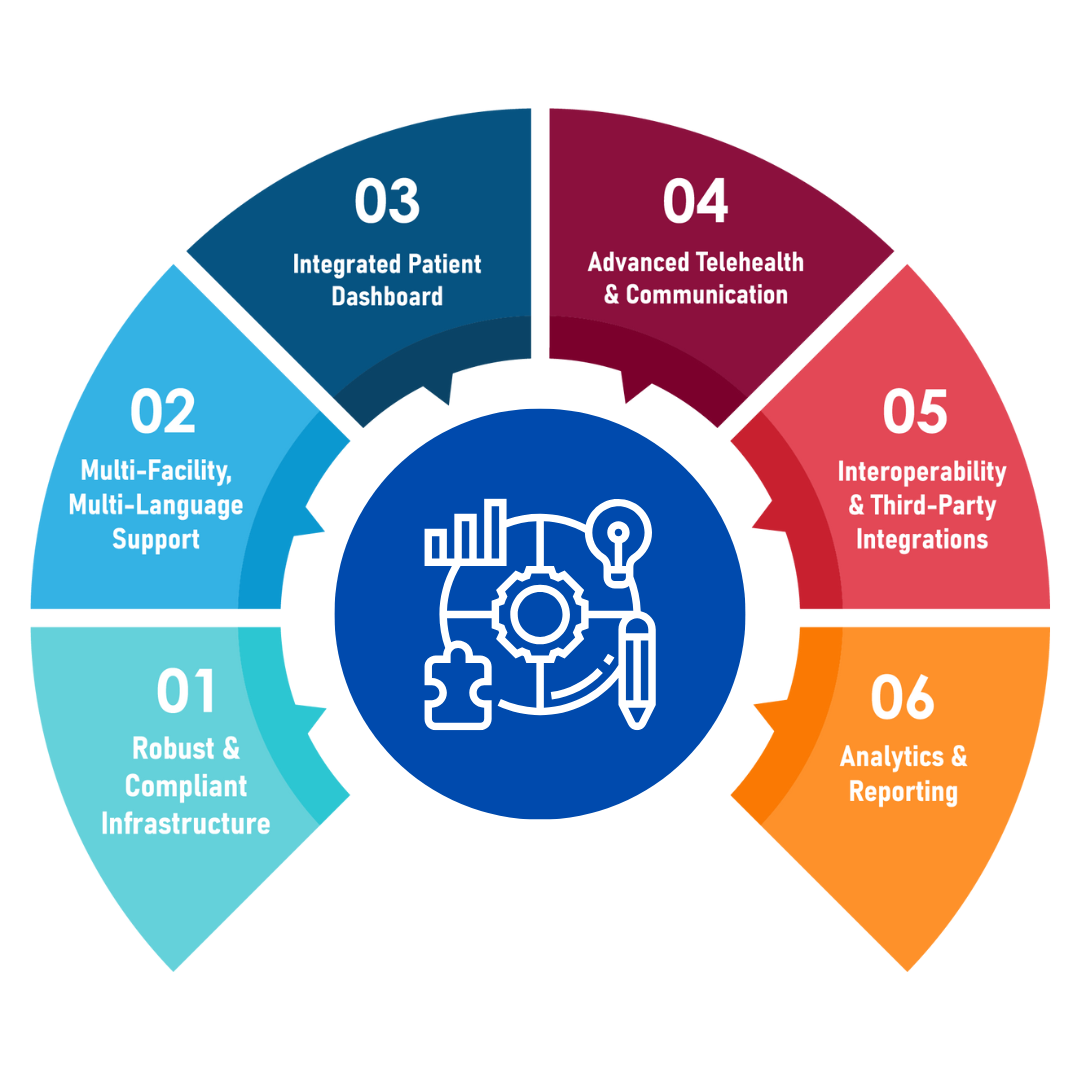 01
Robust &
Compliant
Infrastructure
02
Multi-Facility,
Multi-Language
Support
03
Integrated Patient
Dashboard
04
Advanced Telehealth
& Communication
05
Interoperability
& Third-Party
Integrations
06
Analytics &
Reporting